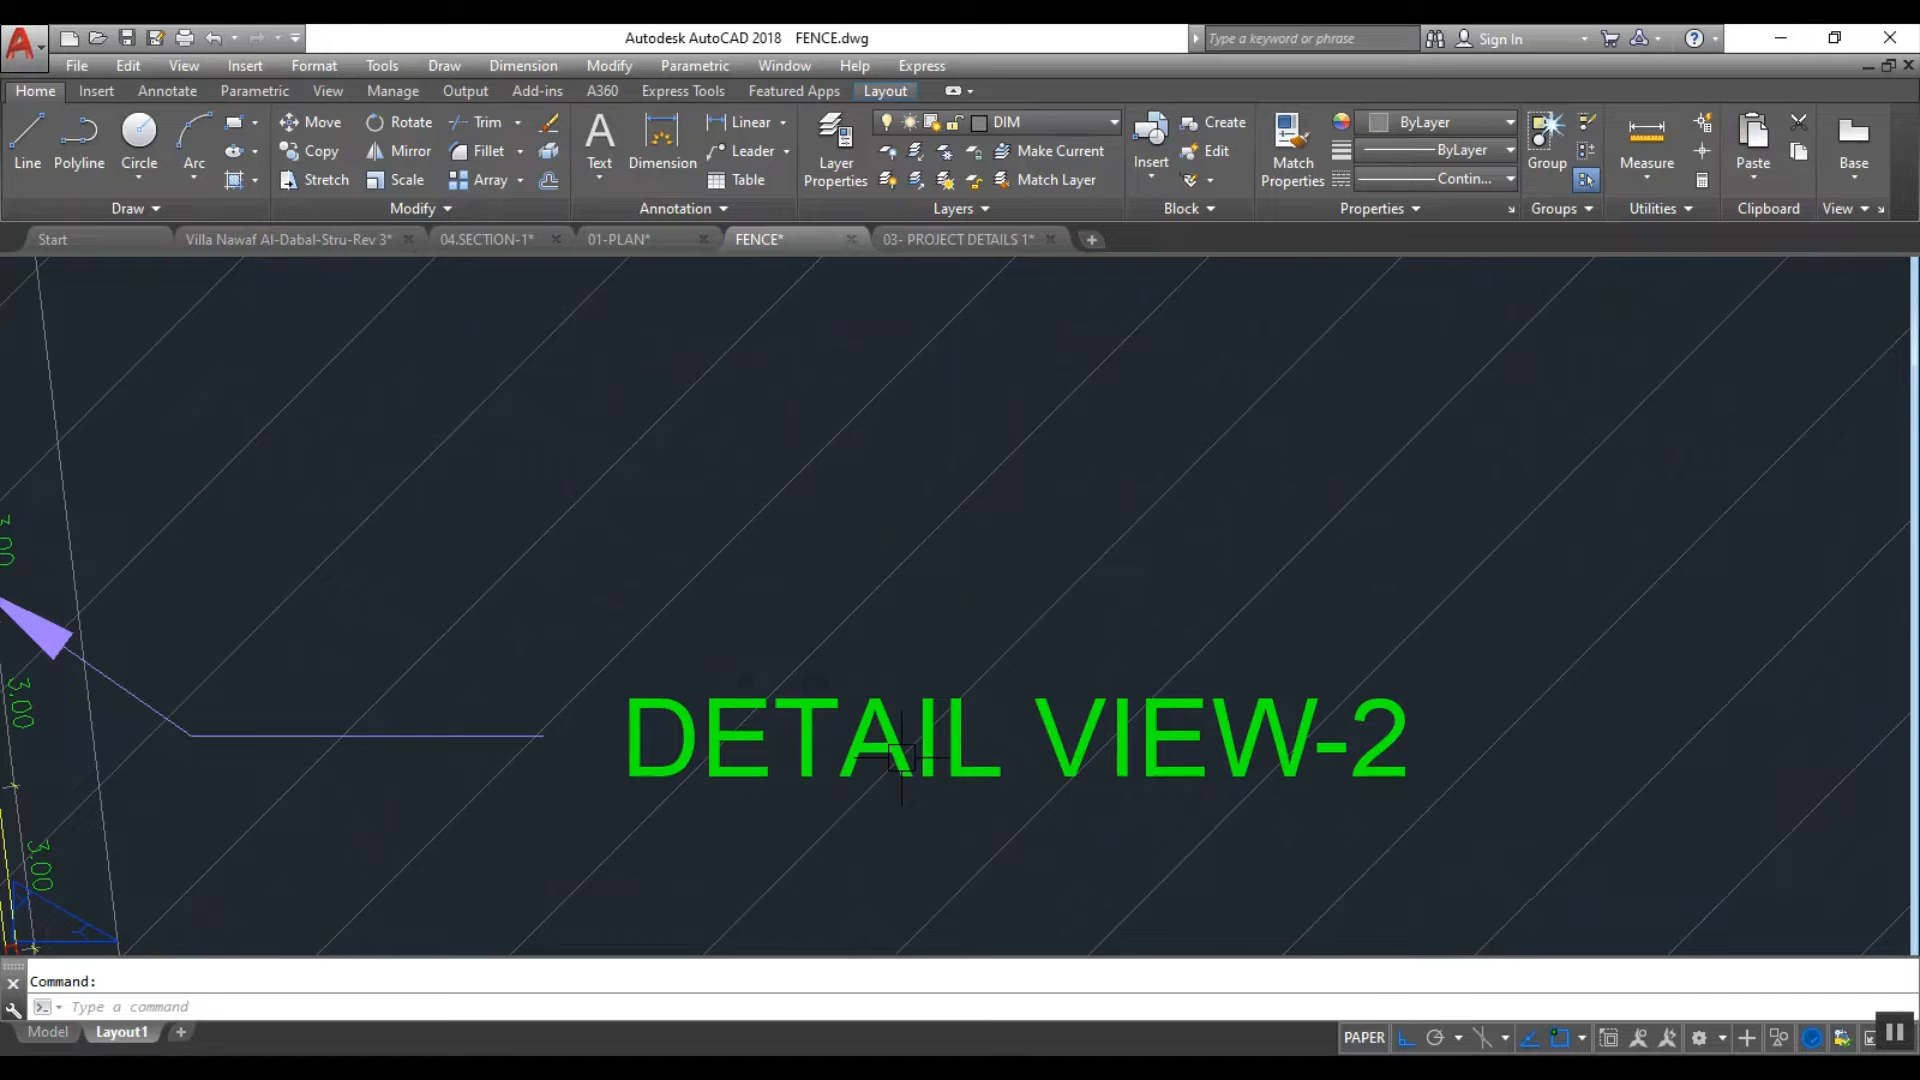 Autodesk AutoCAD 2018 FENCE.dwg
Type a keyword or phrase
Sign In
File Edit View Insert Format Tools Draw Dimension Modify Parametric Window Help Express
Home Insert Annotate Parametric View Manage Output Add-ins A360 Express Tools Featured Apps Layout
Move Rotate Trim Linear DIM Create ByLayer
Line Polyline Circle Arc Copy Mirror Fillet Text Dimension Leader Layer Properties Make Current Insert Edit Match Properties ByLayer Group Measure Paste Base
Stretch Scale Array Table Match Layer Contin...
Draw Modify Annotation Layers Block Properties Groups Utilities Clipboard View
Start Villa Nawaf Al-Dabal-Stru-Rev 3* 04.SECTION-1* 01-PLAN* FENCE* 03- PROJECT DETAILS 1*
3.00
3.00
DETAIL VIEW-2
3.00
Y
X
Command:
Type a command
Model Layout1
PAPER